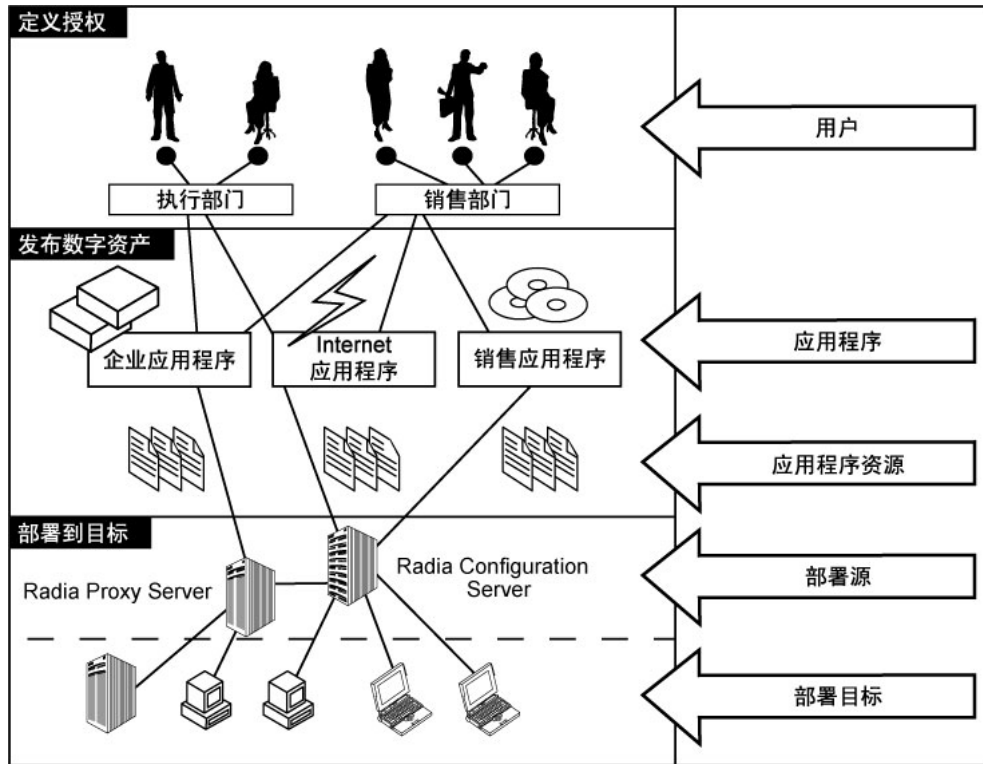 定义授权
用户
执行部门
销售部门
发布数字资产
企业应用程序
Internet
应用程序
销售应用程序
应用程序
应用程序资源
部署到目标
Radia Proxy Server
Radia Configuration
Server
部署源
部署目标